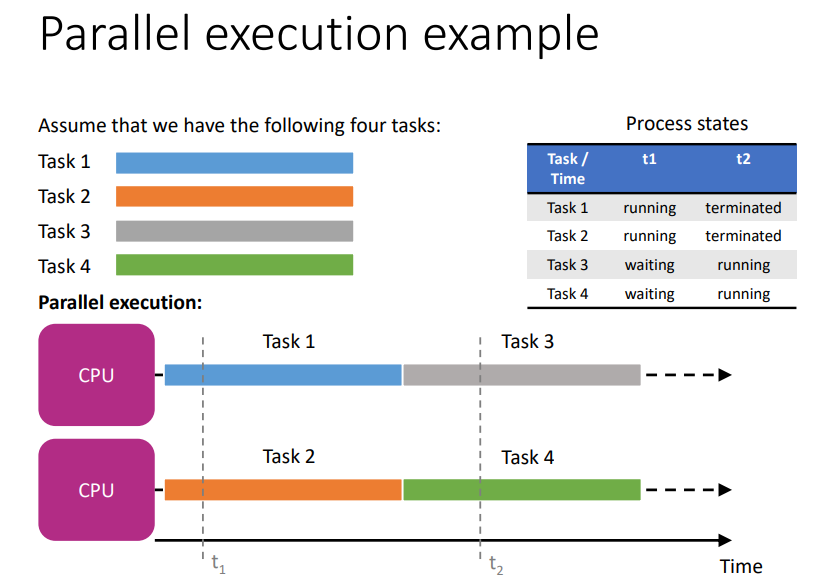 Parallel execution example
Assume that we have the following four tasks:
Task 1
Task 2
Task 3
Task 4
Process states
Task / Time t1 t2
Task 1 running terminated
Task 2 running terminated
Task 3 waiting running
Task 4 waiting running
Parallel execution:
CPU
Task 1 Task 3
CPU
Task 2 Task 4
t1 t2
Time